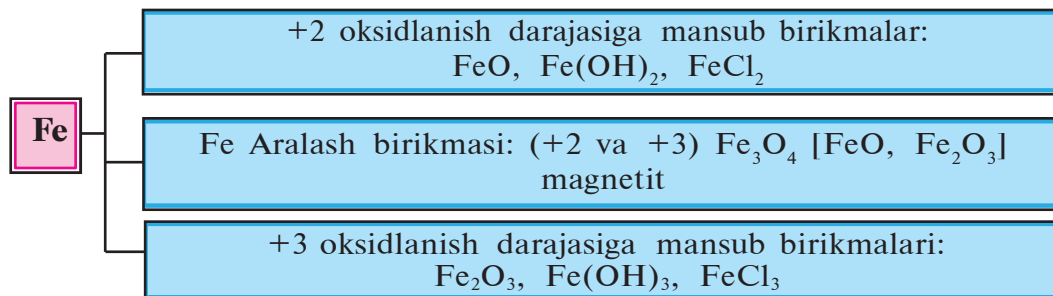 +2 oksidlanish darajasiga mansub birikmalar:
FeO, Fe(OH)₂, FeCl₂
Fe
Fe Aralash birikmasi: (+2 va +3) Fe₃O₄ [FeO, Fe₂O₃]
magnetit
+3 oksidlanish darajasiga mansub birikmalari:
Fe₂O₃, Fe(OH)₃, FeCl₃